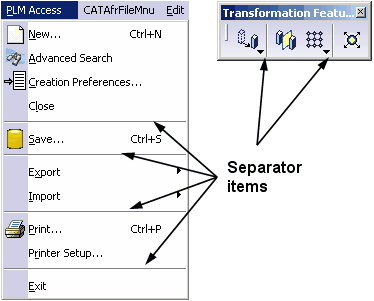 PLM Access CATAfrFileMnu Edit
New... Ctrl+N
Advanced Search
Creation Preferences...
Close
Save... Ctrl+S
Export
Import
Print... Ctrl+P
Printer Setup...
Exit
Transformation Featu...
Separator
items